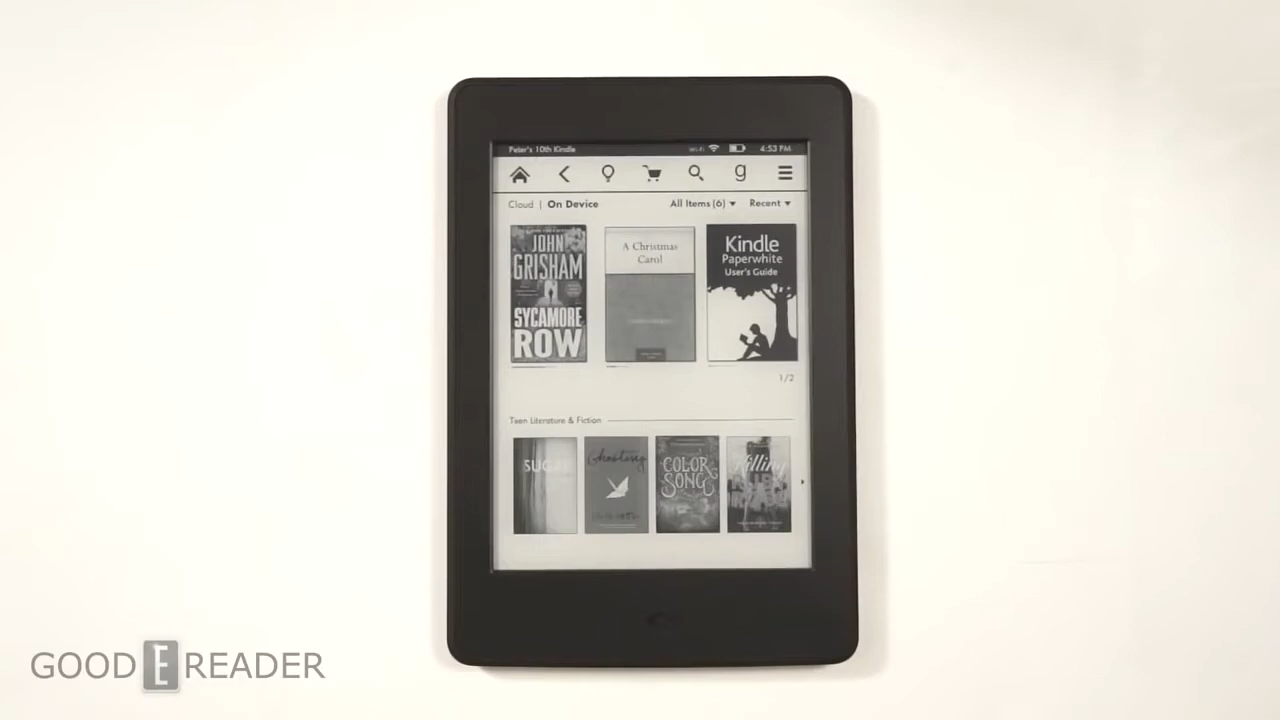 Peter's 10th Kindle Wi-Fi 4:53 PM
g
Cloud | On Device All Items (6) Recent
JOHN
GRISHAM
SYCAMORE
ROW
A Christmas
Carol
Kindle
Paperwhite
User's Guide
1/2
Teen Literature & Fiction
COLOR
SONG
Killing
GOOD E READER